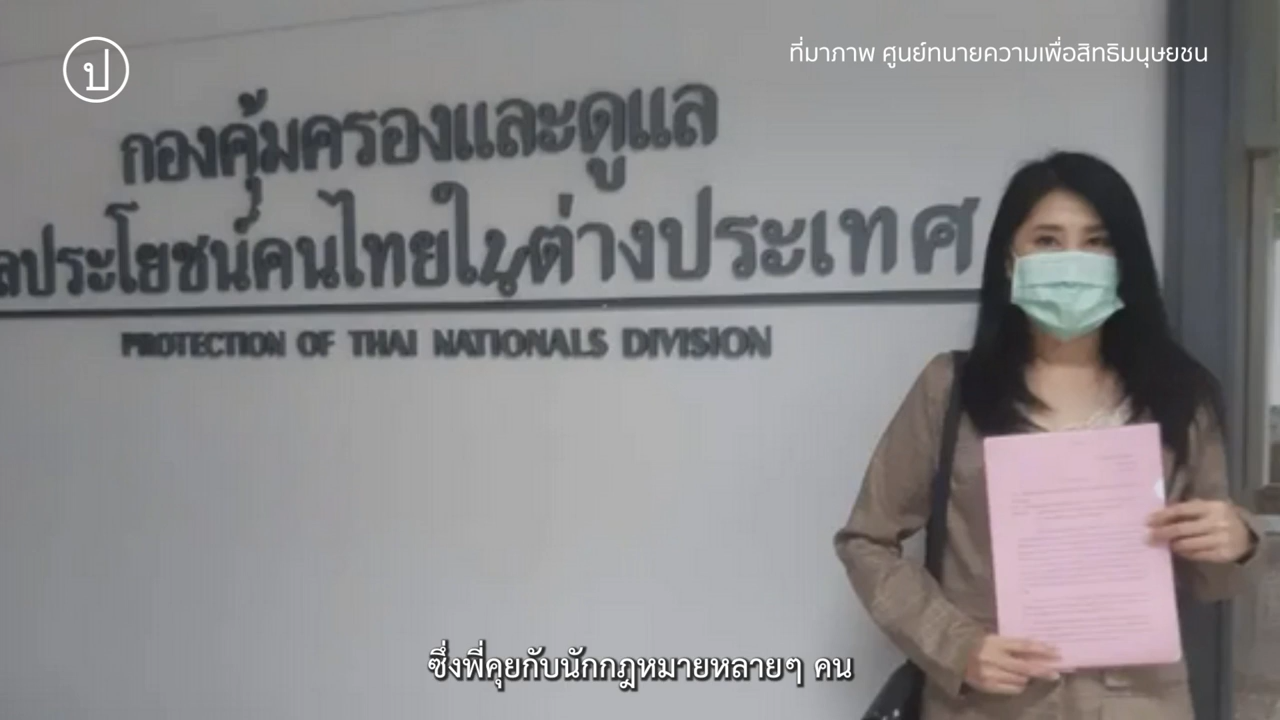 ป
ที่มาภาพ ศูนย์ทนายความเพื่อสิทธิมนุษยชน
กองคุ้มครองและดูแล
ลประโยชน์คนไทยในต่างประเทศ
PROTECTION OF THAI NATIONALS DIVISION
ซึ่งพี่คุยกับนักกฎหมายหลายๆ คน